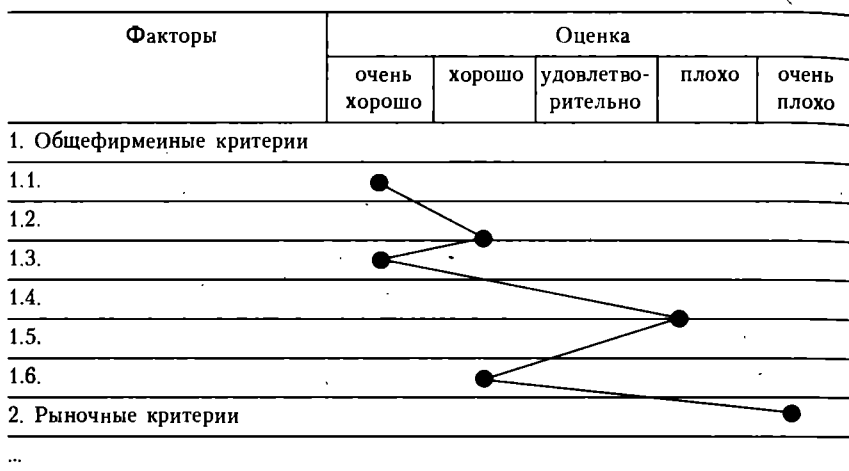 Факторы
Оценка
очень хорошо
хорошо
удовлетво-
рительно
плохо
очень плохо
1. Общефирмеиные критерии
1.1.
1.2.
1.3.
1.4.
1.5.
1.6.
2. Рыночные критерии
...